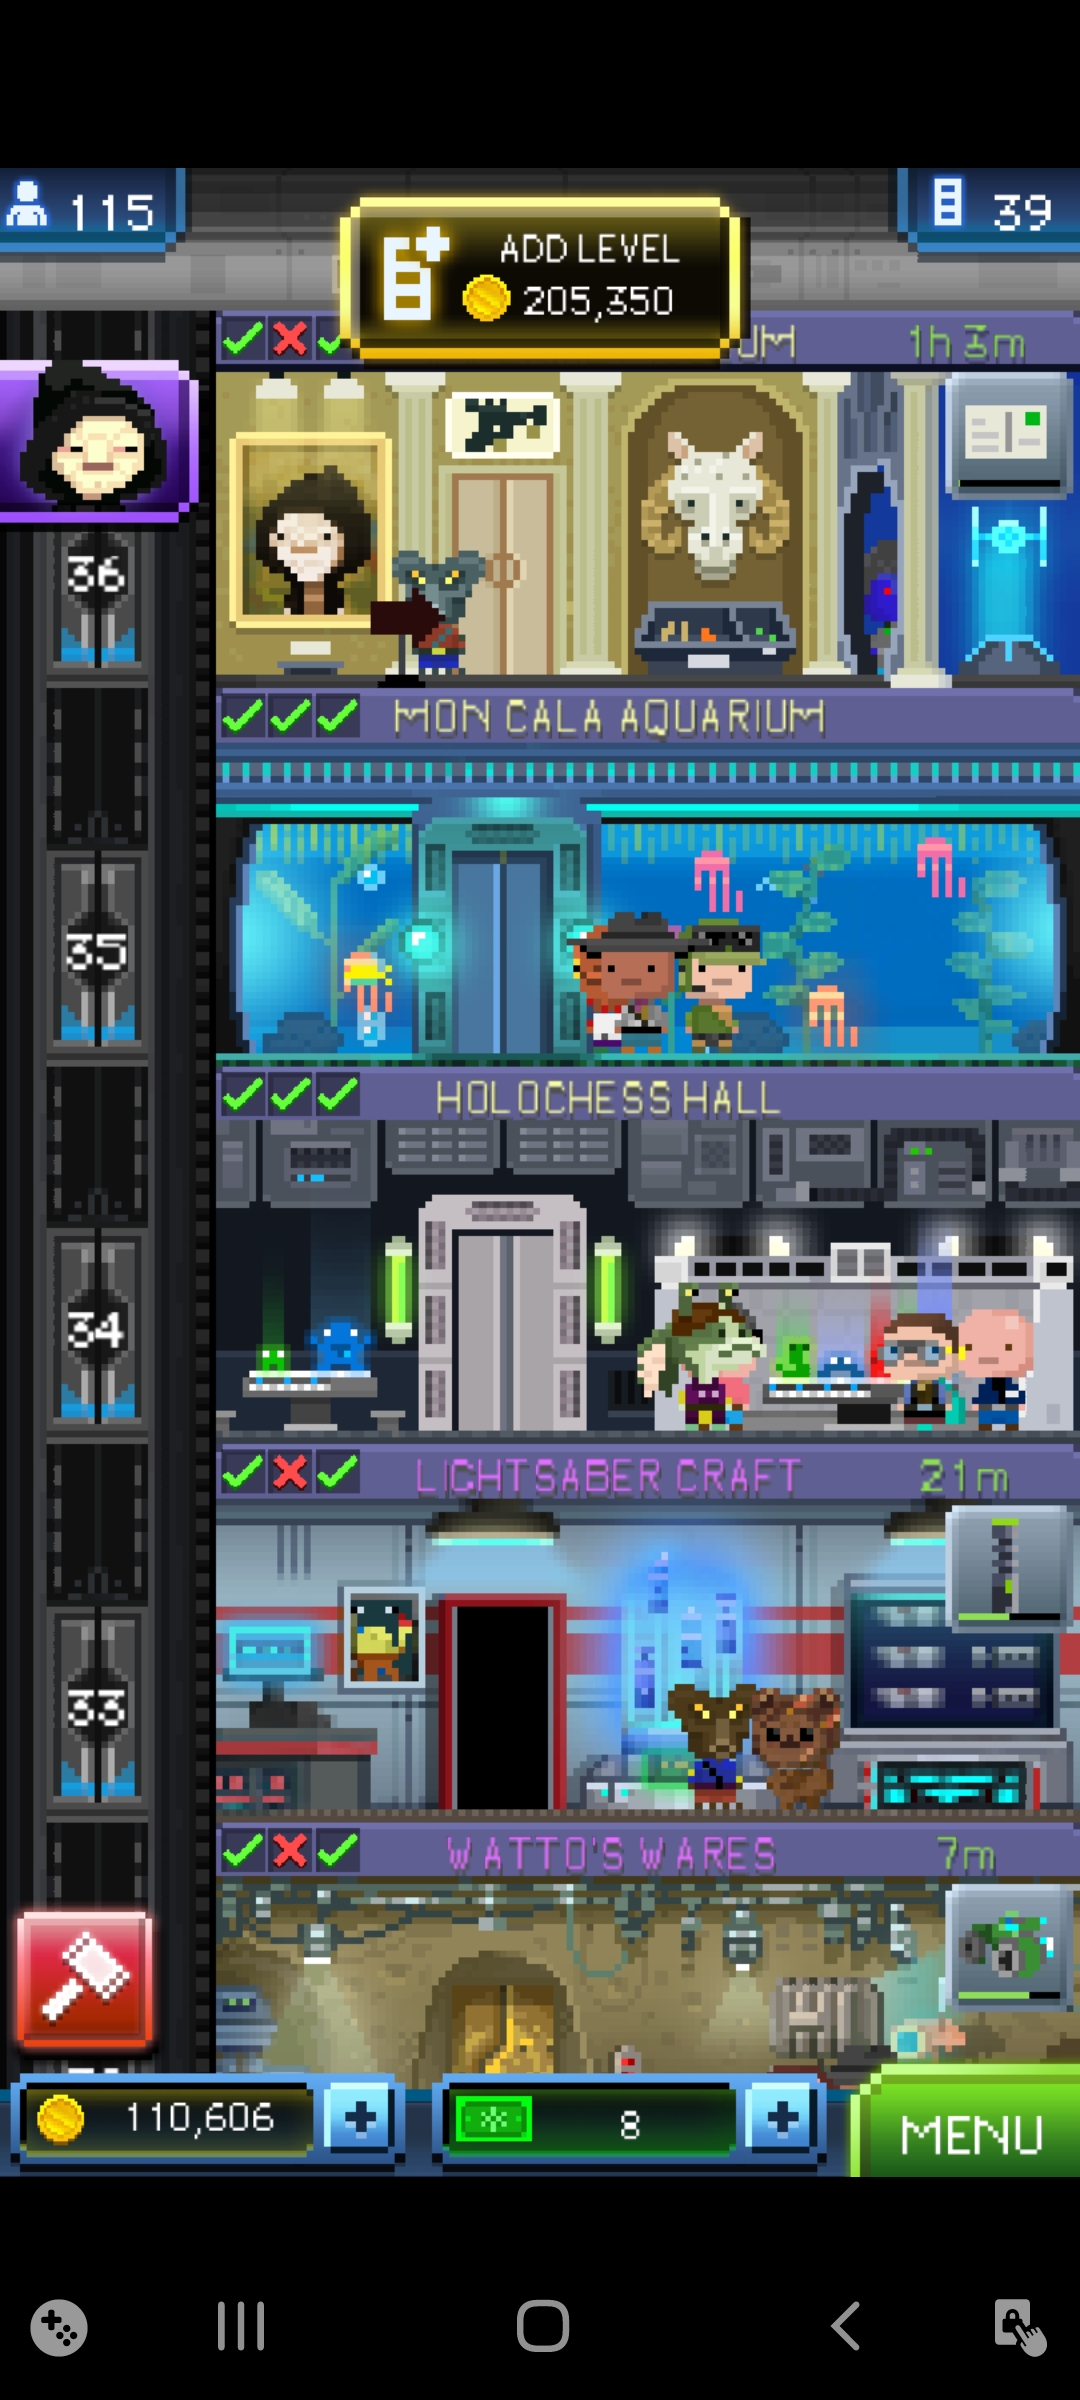 115
ADD LEVEL
205,350
39
UM 1h 3m
36
MON CALA AQUARIUM
35
HOLOCHESS HALL
34
LIGHTSABER CRAFT 21m
33
WATTO'S WARES 7m
110,606
8
MENU